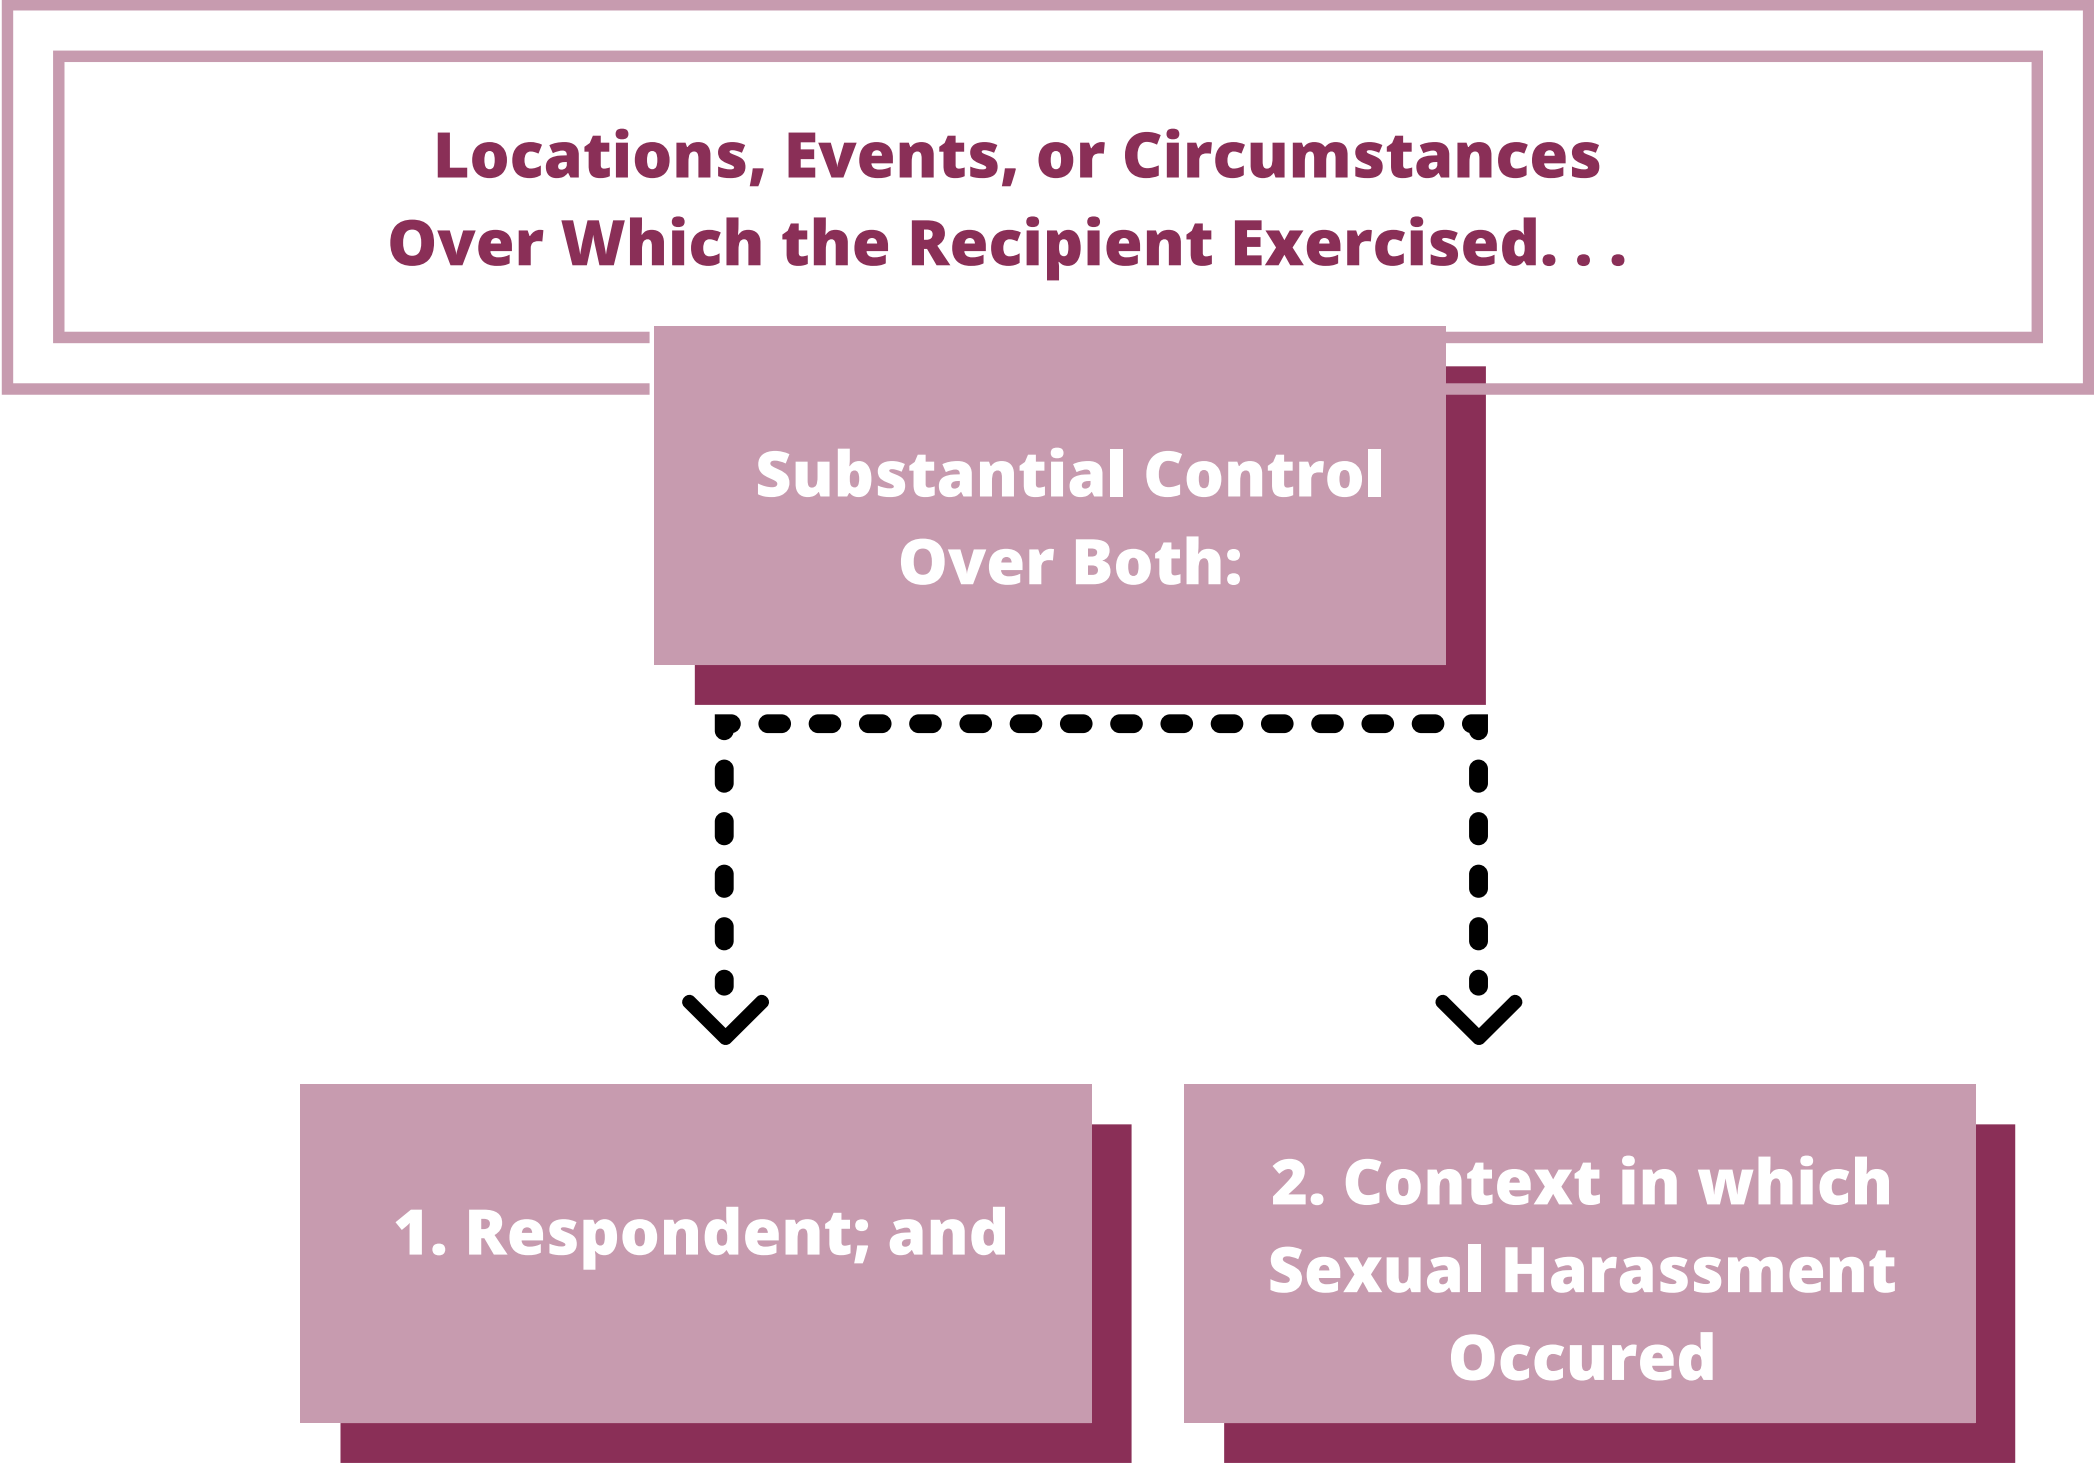 Locations, Events, or Circumstances
Over Which the Recipient Exercised. . .
Substantial Control
Over Both:
1. Respondent; and
2. Context in which
Sexual Harassment
Occured